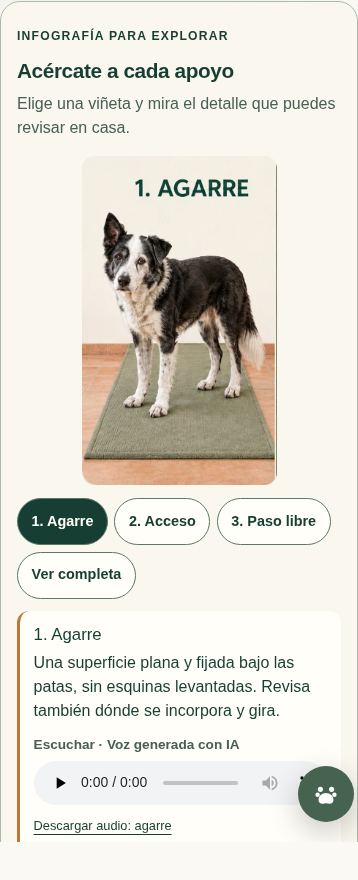 INFOGRAFÍA PARA EXPLORAR
Acércate a cada apoyo
Elige una viñeta y mira el detalle que puedes
revisar en casa.
1. AGARRE
1. Agarre
2. Acceso
3. Paso libre
Ver completa
1. Agarre
Una superficie plana y fijada bajo las
patas, sin esquinas levantadas. Revisa
también dónde se incorpora y gira.
Escuchar · Voz generada con IA
0:00 / 0:00
Descargar audio: agarre